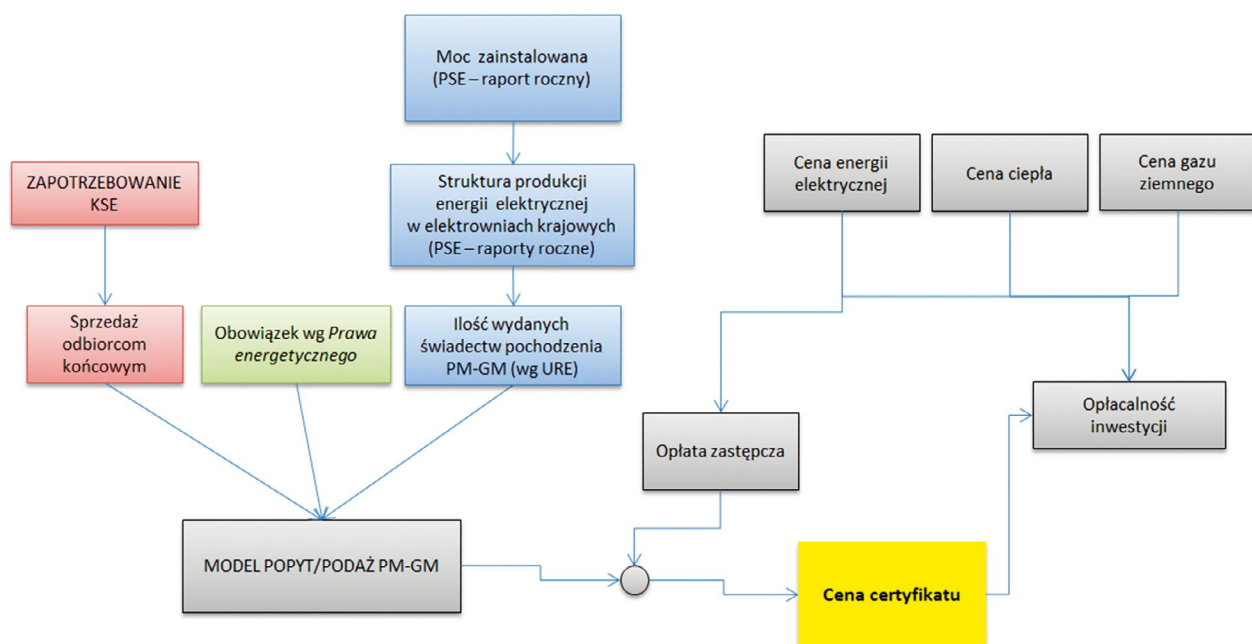 Moc zainstalowana
(PSE – raport roczny)
Cena energii
elektrycznej
Cena ciepła
Cena gazu
ziemnego
ZAPOTRZEBOWANIE
KSE
Struktura produkcji
energii elektrycznej
w elektrowniach krajowych
(PSE – raporty roczne)
Sprzedaż
odbiorcom
końcowym
Obowiązek wg Prawa
energetycznego
Ilość wydanych
świadectw pochodzenia
PM-GM (wg URE)
Opłacalność
inwestycji
Opłata zastępcza
MODEL POPYT/PODAŻ PM-GM
Cena certyfikatu